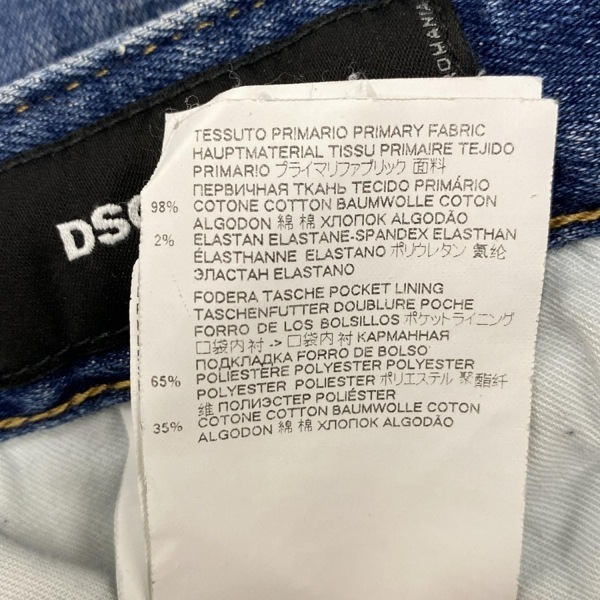 ROMANIA
DSQ
TESSUTO PRIMARIO PRIMARY FABRIC
HAUPTMATERIAL TISSU PRIMAIRE TEJIDO
PRIMARIO プライマリファブリック 面料
ПЕРВИЧНАЯ ТКАНЬ TECIDO PRIMÁRIO
98% COTONE COTTON BAUMWOLLE COTON
ALGODON 綿 棉 ХЛОПОК ALGODÃO
2% ELASTAN ELASTANE-SPANDEX ELASTHAN
ÉLASTHANNE ELASTANO ポリウレタン 氨纶
ЭЛАСТАН ELASTANO
FODERA TASCHE POCKET LINING
TASCHENFUTTER DOUBLURE POCHE
FORRO DE LOS BOLSILLOS ポケットライニング
口袋内衬 -> 口袋内衬 КАРМАННАЯ
ПОДКЛАДКА FORRO DE BOLSO
65% POLIESTERE POLYESTER POLYESTER
POLYESTER POLIESTER ポリエステル 聚酯纤
维 ПОЛИЭСТЕР POLIÉSTER
35% COTONE COTTON BAUMWOLLE COTON
ALGODON 綿 棉 ХЛОПОК ALGODÃO